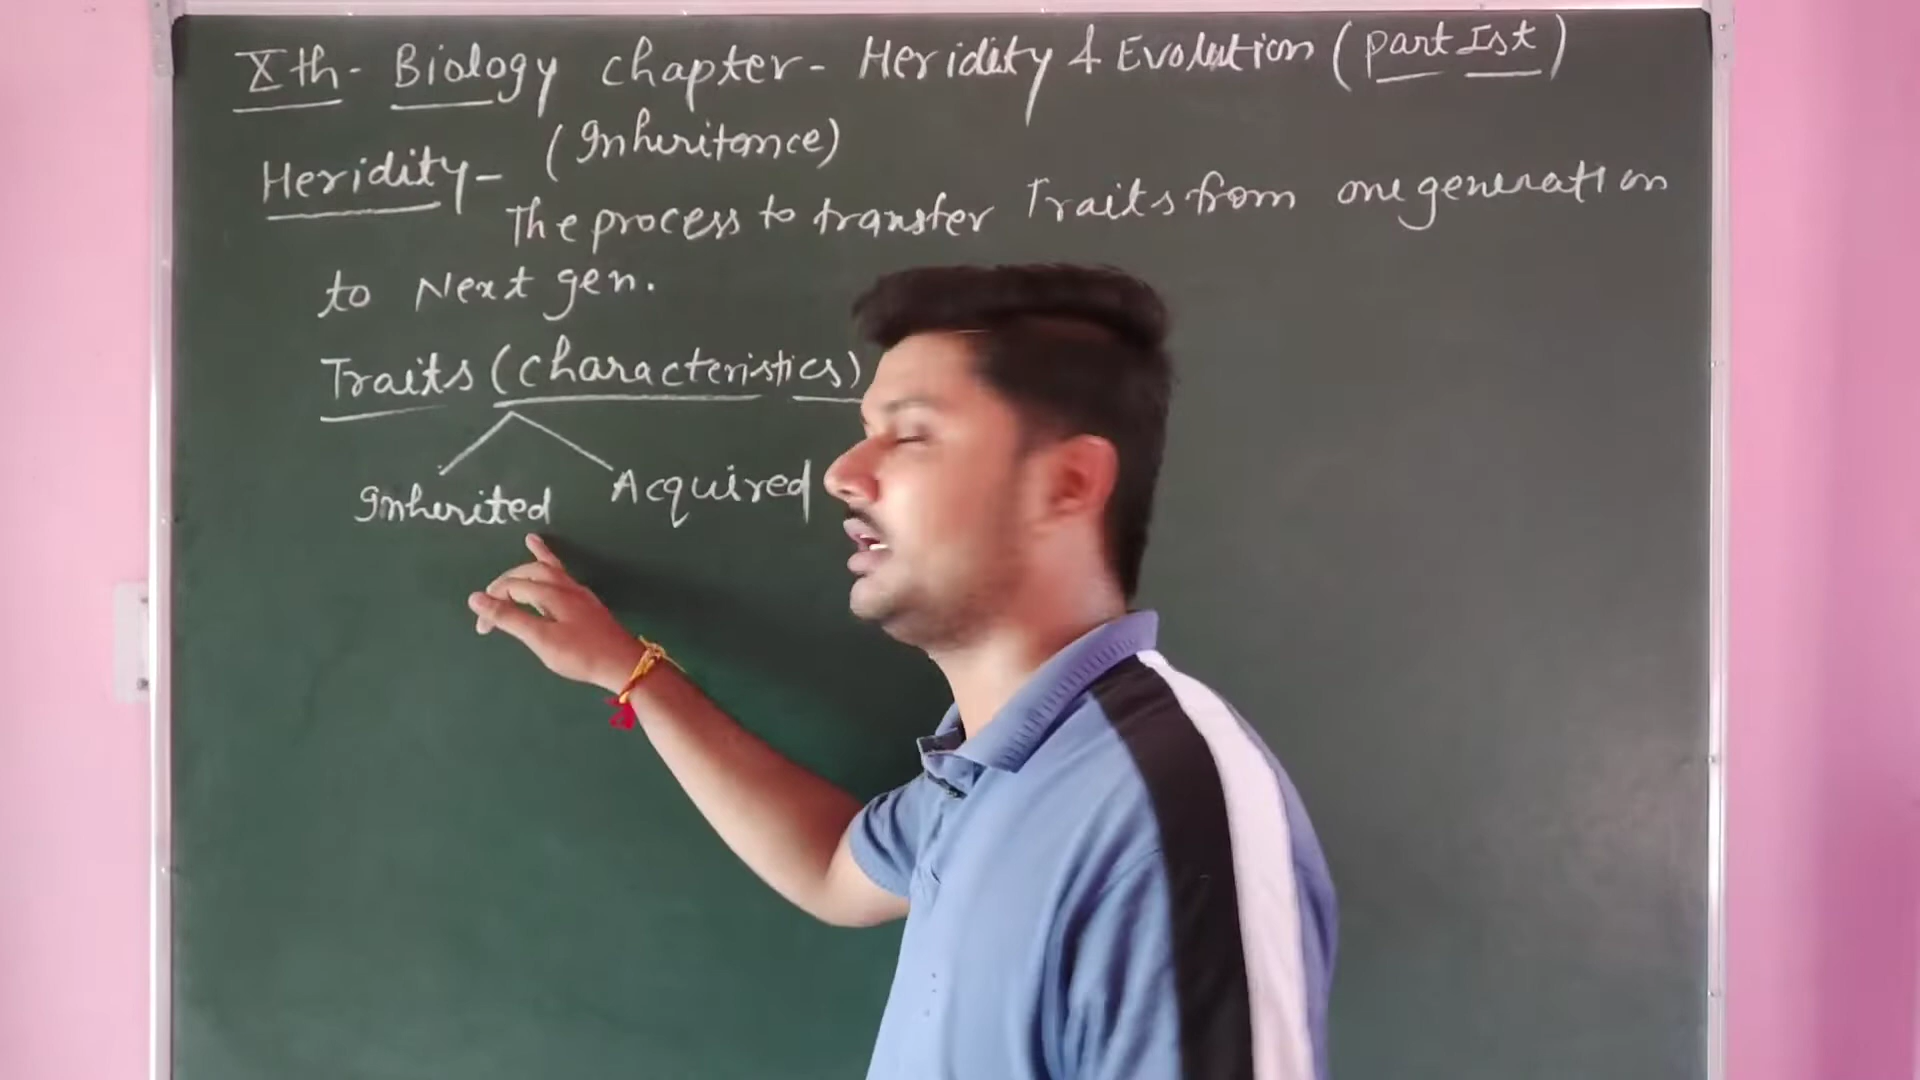 Xth - Biology chapter - Heridity & Evolution (part Ist)
Heridity - (Inheritance)
The process to transfer Traits from one generation
to Next gen.
Traits (characteristics)
Inherited Acquired